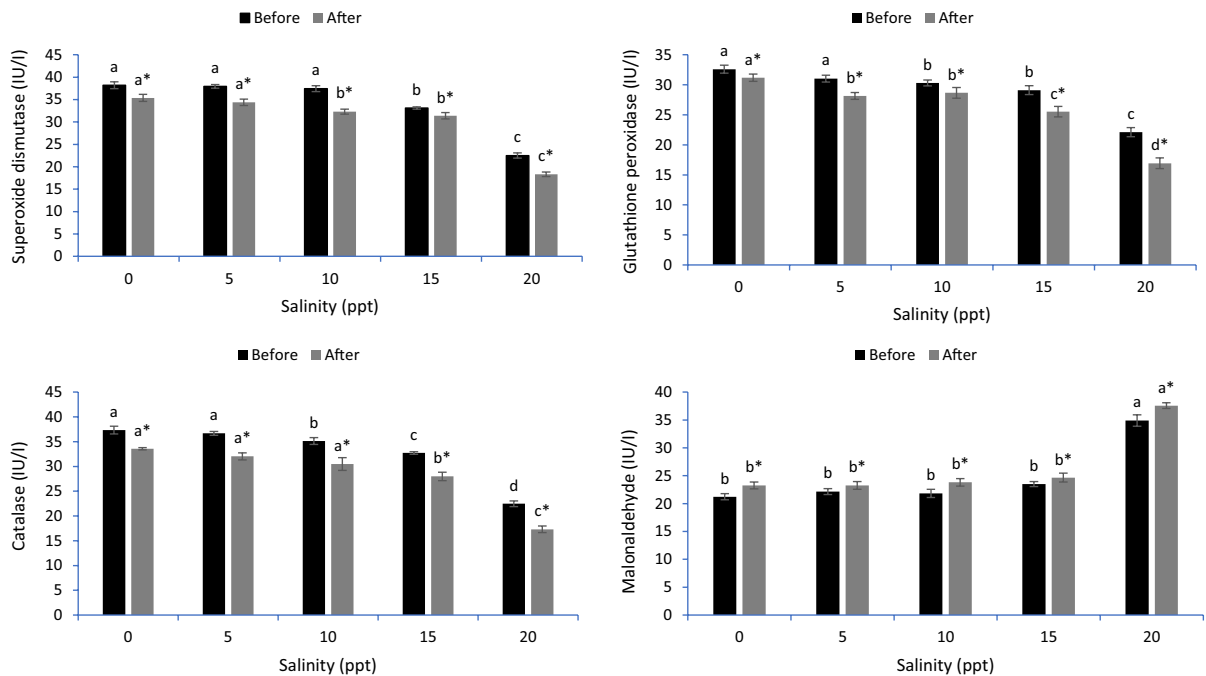 Before After
Superoxide dismutase (IU/l)
45
40
35
30
25
20
15
10
5
0
a a* a a* a b* b b* c c*
0 5 10 15 20
Salinity (ppt)
Before After
Glutathione peroxidase (IU/l)
35
30
25
20
15
10
5
0
a a* a b* b b* b c* c d*
0 5 10 15 20
Salinity (ppt)
Before After
Catalase (IU/l)
45
40
35
30
25
20
15
10
5
0
a a* a a* b a* c b* d c*
0 5 10 15 20
Salinity (ppt)
Before After
Malonaldehyde (IU/l)
40
35
30
25
20
15
10
5
0
b b* b b* b b* b b* a a*
0 5 10 15 20
Salinity (ppt)